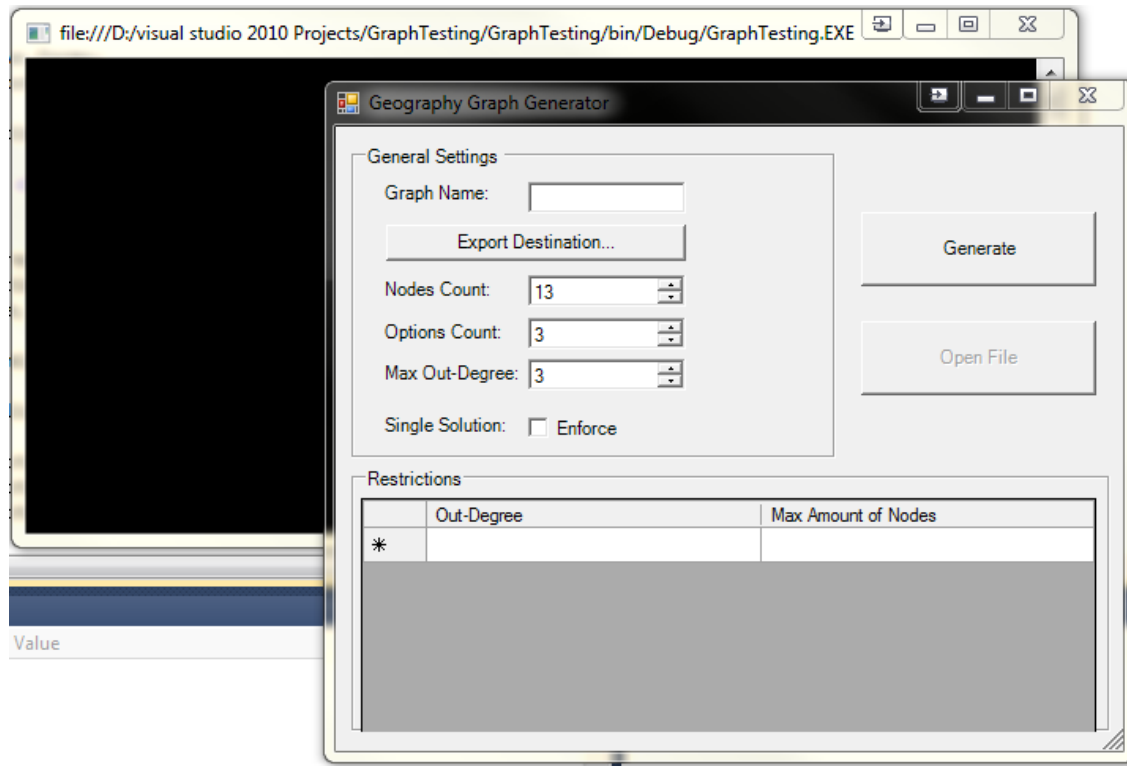 file:///D:/visual studio 2010 Projects/GraphTesting/GraphTesting/bin/Debug/GraphTesting.EXE
Geography Graph Generator
General Settings
Graph Name:
Export Destination...
Nodes Count: 13
Options Count: 3
Max Out-Degree: 3
Single Solution: Enforce
Generate
Open File
Restrictions
Out-Degree Max Amount of Nodes
Value